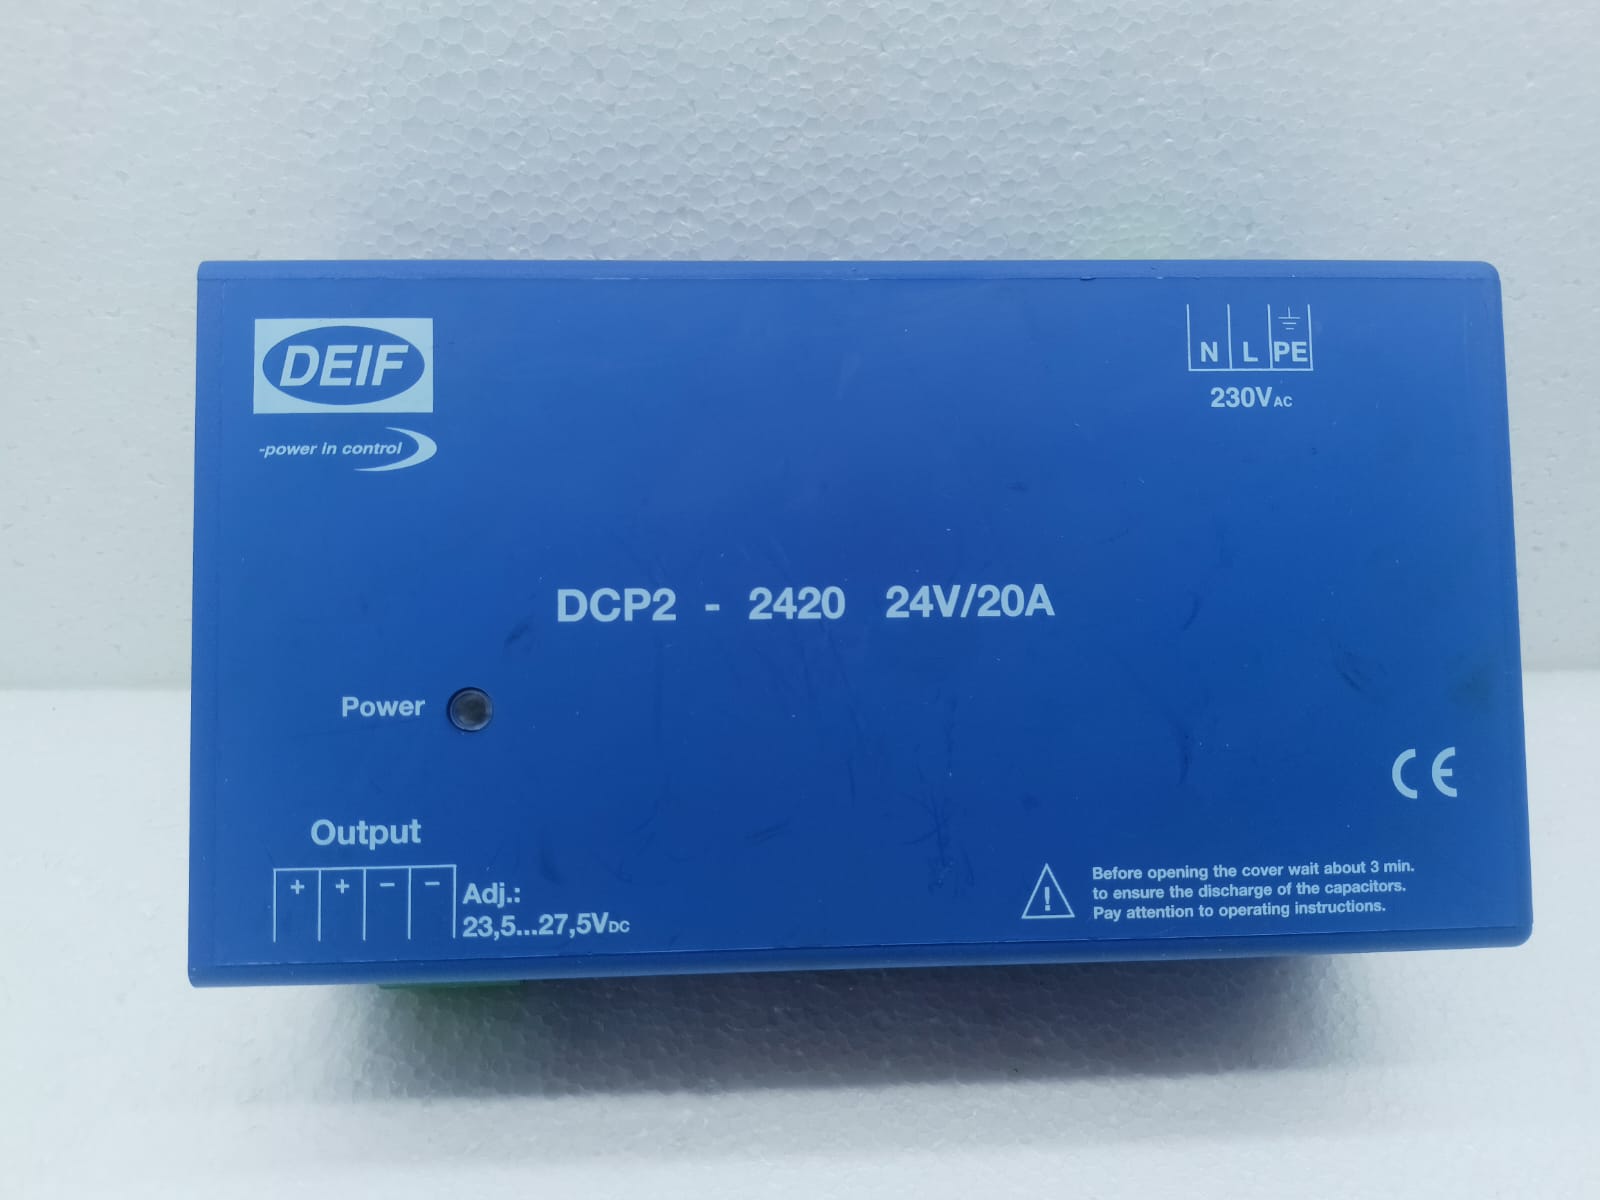 DEIF
-power in control
N L PE
230VAC
DCP2 - 2420 24V/20A
Power
Output
+ + - -
Adj.:
23,5...27,5VDC
CE
Before opening the cover wait about 3 min.
to ensure the discharge of the capacitors.
Pay attention to operating instructions.